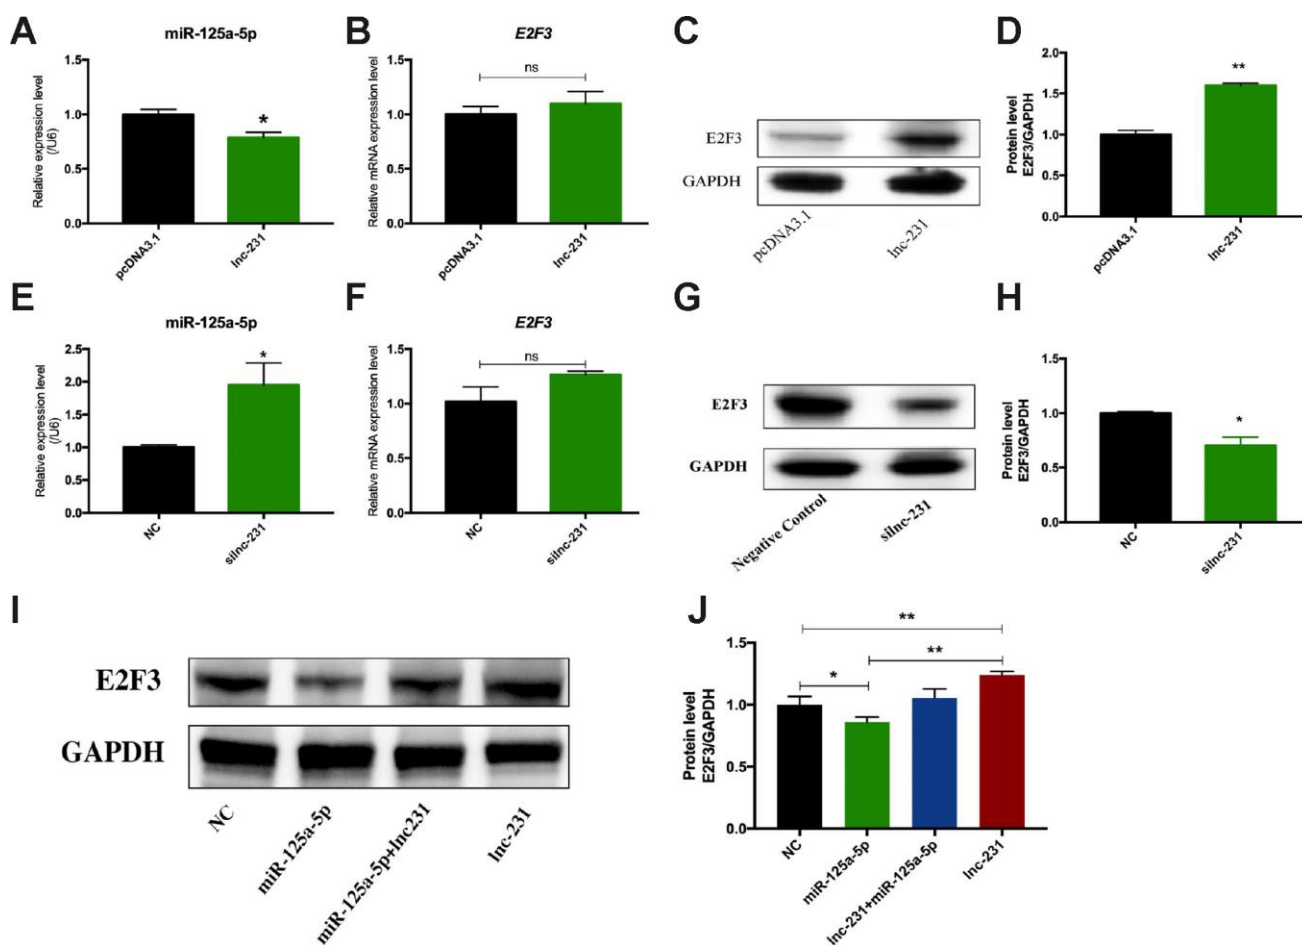 A
miR-125a-5p
Relative expression level
(/U6)
1.5
1.0
0.5
0.0
*
pcDNA3.1
lnc-231
B
E2F3
Relative mRNA expression level
1.5
1.0
0.5
0.0
ns
pcDNA3.1
lnc-231
C
E2F3
GAPDH
pcDNA3.1
lnc-231
D
Protein level
E2F3/GAPDH
2.0
1.5
1.0
0.5
0.0
**
pcDNA3.1
lnc-231
E
miR-125a-5p
Relative expression level
(/U6)
2.5
2.0
1.5
1.0
0.5
0.0
*
NC
silnc-231
F
E2F3
Relative mRNA expression level
1.5
1.0
0.5
0.0
ns
NC
silnc-231
G
E2F3
GAPDH
Negative Control
silnc-231
H
Protein level
E2F3/GAPDH
1.5
1.0
0.5
0.0
*
NC
silnc-231
I
E2F3
GAPDH
NC
miR-125a-5p
miR-125a-5p+lnc231
lnc-231
J
Protein level
E2F3/GAPDH
1.5
1.0
0.5
0.0
**
**
*
NC
miR-125a-5p
lnc-231+miR-125a-5p
lnc-231